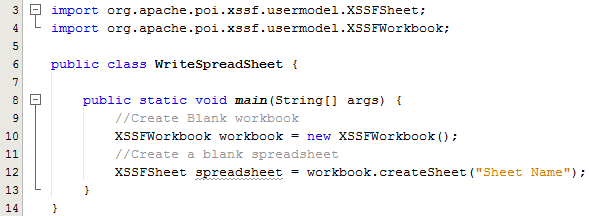 3 import org.apache.poi.xssf.usermodel.XSSFSheet;
4 import org.apache.poi.xssf.usermodel.XSSFWorkbook;
5
6 public class WriteSpreadSheet {
7
8 public static void main(String[] args) {
9 //Create Blank workbook
10 XSSFWorkbook workbook = new XSSFWorkbook();
11 //Create a blank spreadsheet
12 XSSFSheet spreadsheet = workbook.createSheet("Sheet Name");
13 }
14 }